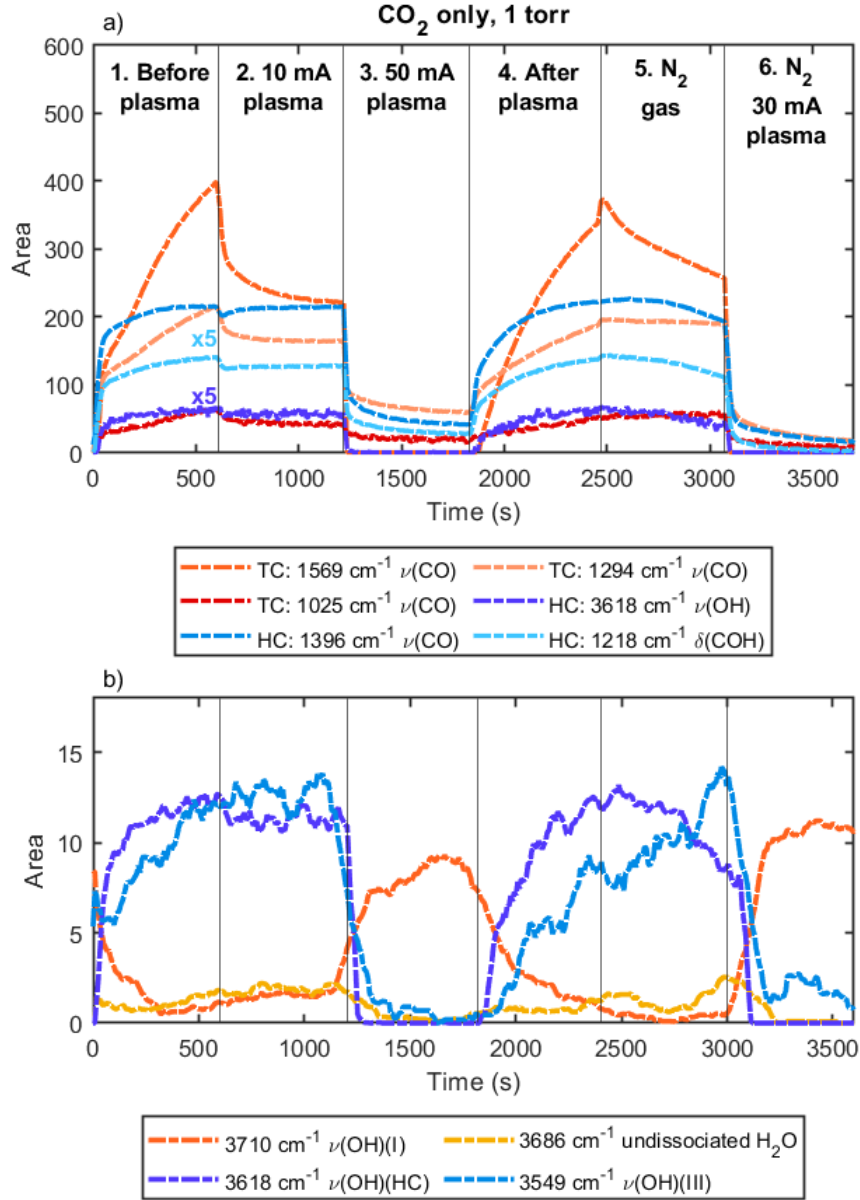 CO2 only, 1 torr
a)
600
500
400
300
200
100
0
Area
1. Before plasma
2. 10 mA plasma
3. 50 mA plasma
4. After plasma
5. N2 gas
6. N2 30 mA plasma
x5
x5
0 500 1000 1500 2000 2500 3000 3500
Time (s)
TC: 1569 cm-1 ν(CO) TC: 1294 cm-1 ν(CO)
TC: 1025 cm-1 ν(CO) HC: 3618 cm-1 ν(OH)
HC: 1396 cm-1 ν(CO) HC: 1218 cm-1 δ(COH)
b)
15
10
5
0
Area
0 500 1000 1500 2000 2500 3000 3500
Time (s)
3710 cm-1 ν(OH)(I) 3686 cm-1 undissociated H2O
3618 cm-1 ν(OH)(HC) 3549 cm-1 ν(OH)(III)